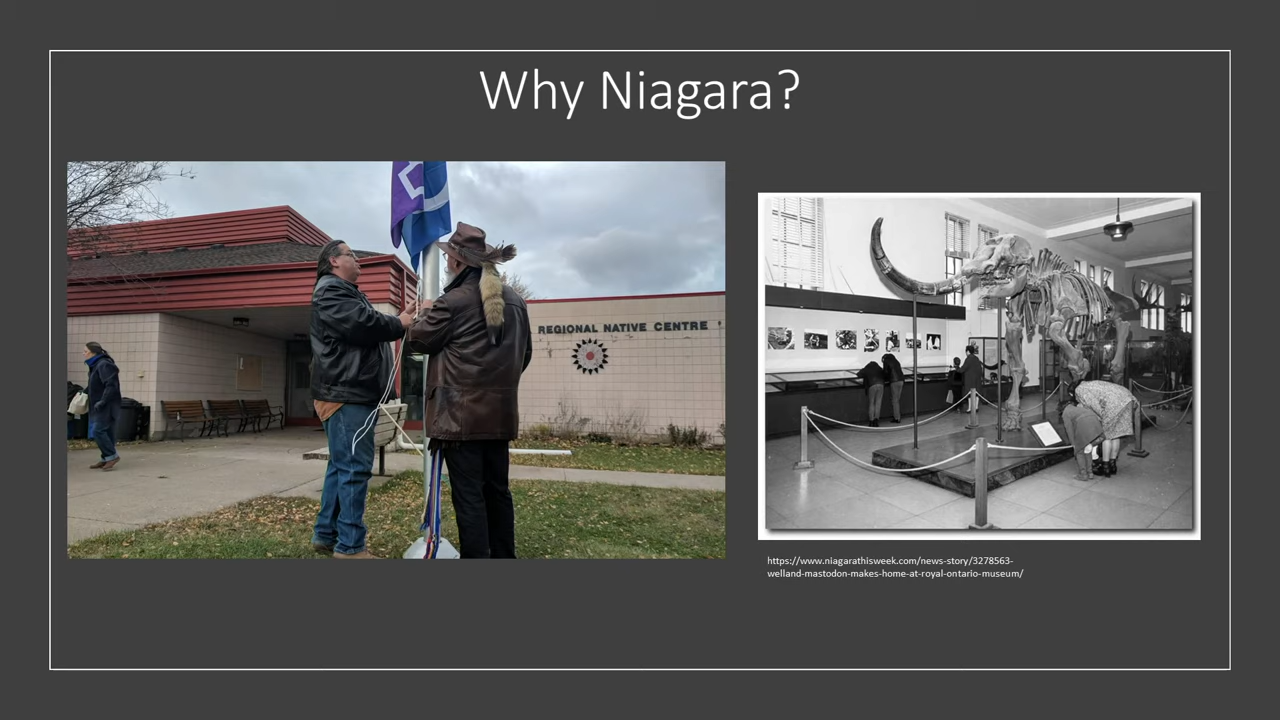 Why Niagara?
REGIONAL NATIVE CENTRE
https://www.niagarathisweek.com/news-story/3278563-
welland-mastodon-makes-home-at-royal-ontario-museum/